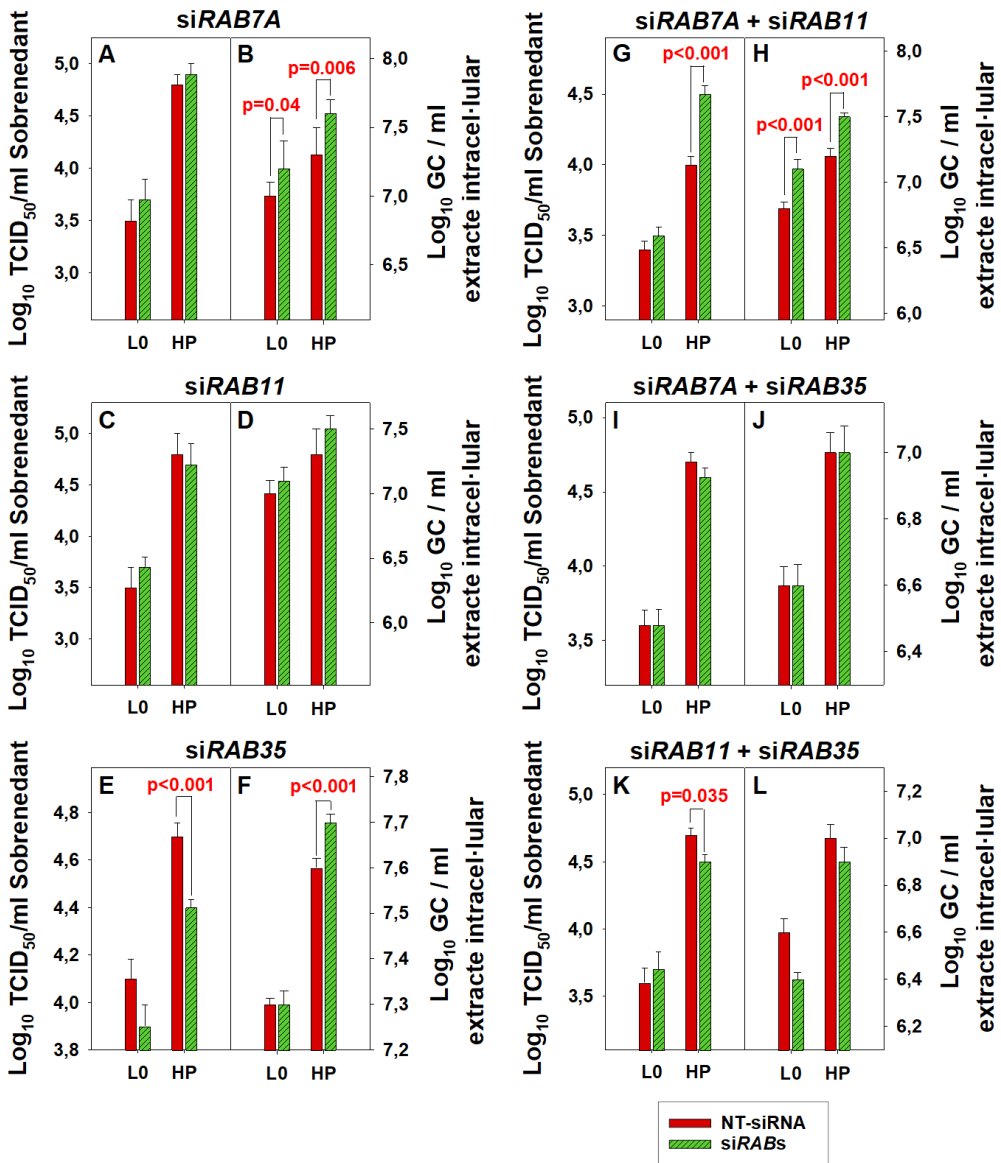 siRAB7A
A
B
Log10 TCID50/ml Sobrenedant
5,0
4,5
4,0
3,5
3,0
p=0.04
p=0.006
8,0
7,5
7,0
6,5
Log10 GC / ml
extracte intracel·lular
L0 HP L0 HP
siRAB7A + siRAB11
G
H
Log10 TCID50/ml Sobrenedant
4,5
4,0
3,5
3,0
p<0.001
p<0.001
p<0.001
8,0
7,5
7,0
6,5
6,0
Log10 GC / ml
extracte intracel·lular
L0 HP L0 HP
siRAB11
C
D
Log10 TCID50/ml Sobrenedant
5,0
4,5
4,0
3,5
3,0
7,5
7,0
6,5
6,0
Log10 GC / ml
extracte intracel·lular
L0 HP L0 HP
siRAB7A + siRAB35
I
J
Log10 TCID50/ml Sobrenedant
5,0
4,5
4,0
3,5
7,0
6,8
6,6
6,4
Log10 GC / ml
extracte intracel·lular
L0 HP L0 HP
siRAB35
E
F
Log10 TCID50/ml Sobrenedant
4,8
4,6
4,4
4,2
4,0
3,8
p<0.001
p<0.001
7,8
7,7
7,6
7,5
7,4
7,3
7,2
Log10 GC / ml
extracte intracel·lular
L0 HP L0 HP
siRAB11 + siRAB35
K
L
Log10 TCID50/ml Sobrenedant
5,0
4,5
4,0
3,5
p=0.035
7,2
7,0
6,8
6,6
6,4
6,2
Log10 GC / ml
extracte intracel·lular
L0 HP L0 HP
NT-siRNA
siRABs